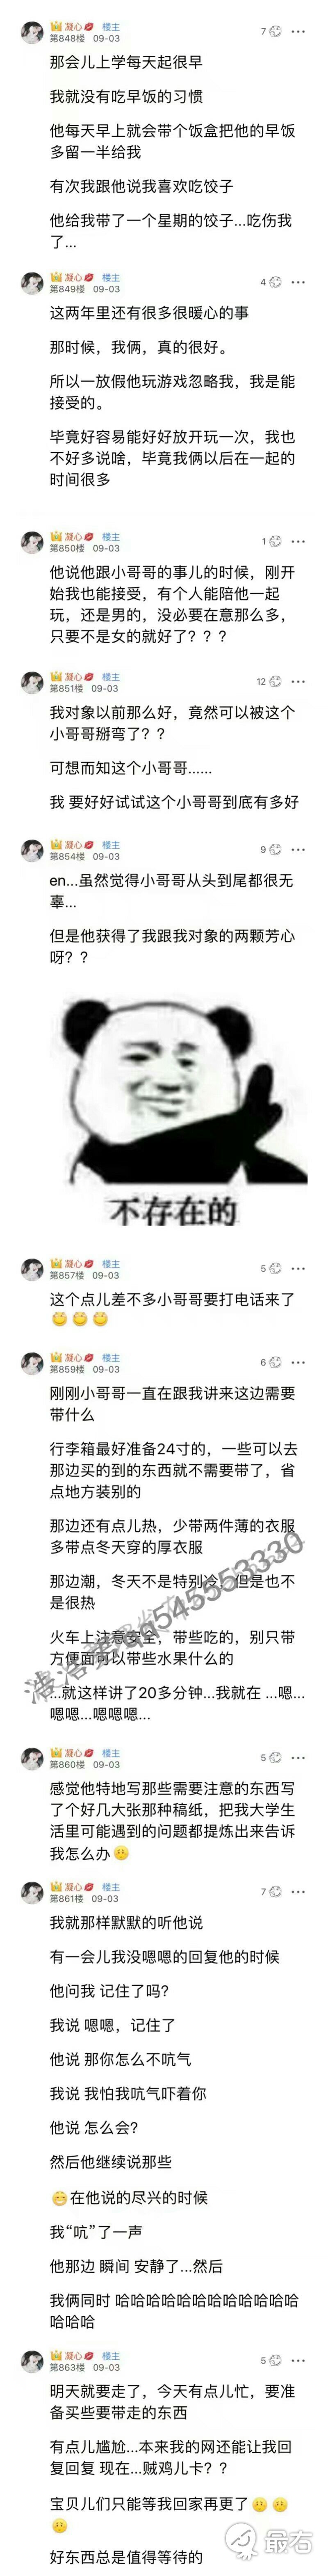 凝心 楼主
7
第848楼 09-03
那会儿上学每天起很早
我就没有吃早饭的习惯
他每天早上就会带个饭盒把他的早饭
多留一半给我
有次我跟他说我喜欢吃饺子
他给我带了一个星期的饺子...吃伤我
了...
凝心 楼主
4
第849楼 09-03
这两年里还有很多很暖心的事
那时候，我俩，真的很好。
所以一放假他玩游戏忽略我，我是能
接受的。
毕竟好容易能好好放开玩一次，我也
不好多说啥，毕竟我俩以后在一起的
时间很多
凝心 楼主
1
第850楼 09-03
他说他跟小哥哥的事儿的时候，刚开
始我也能接受，有个人能陪他一起
玩，还是男的，没必要在意那么多，
只要不是女的就好了？？？
凝心 楼主
12
第851楼 09-03
我对象以前那么好，竟然可以被这个
小哥哥掰弯了？？
可想而知这个小哥哥......
我 要好好试试这个小哥哥到底有多好
凝心 楼主
9
第854楼 09-03
en...虽然觉得小哥哥从头到尾都很无
辜...
但是他获得了我跟我对象的两颗芳心
呀？？
不存在的
凝心 楼主
5
第857楼 09-03
这个点儿差不多小哥哥要打电话来了
凝心 楼主
6
第859楼 09-03
刚刚小哥哥一直在跟我讲来这边需要
带什么
行李箱最好准备24寸的，一些可以去
那边买的到的东西就不需要带了，省
点地方装别的
那边还有点儿热，少带两件薄的衣服
多带点冬天穿的厚衣服
那边潮，冬天不是特别冷，但是也不
是很热
火车上注意安全，带些吃的，别只带
方便面可以带些水果什么的
...就这样讲了20多分钟...我就在 ...嗯...
嗯嗯...嗯嗯嗯...
qq545553330
凝心 楼主
5
第860楼 09-03
感觉他特地写那些需要注意的东西写
了个好几大张那种稿纸，把我大学生
活里可能遇到的问题都提炼出来告诉
我怎么办
凝心 楼主
7
第861楼 09-03
我就那样默默的听他说
有一会儿我没嗯嗯的回复他的时候
他问我 记住了吗？
我说 嗯嗯，记住了
他说 那你怎么不吭气
我说 我怕我吭气吓着你
他说 怎么会？
然后他继续说那些
在他说的尽兴的时候
我“吭”了一声
他那边 瞬间 安静了...然后
我俩同时 哈哈哈哈哈哈哈哈哈哈哈哈
哈哈哈
凝心 楼主
5
第863楼 09-03
明天就要走了，今天有点儿忙，要准
备买些要带走的东西
有点儿尴尬...本来我的网还能让我回
复回复 现在...贼鸡儿卡？？
宝贝儿们只能等我回家再更了
好东西总是值得等待的
最右